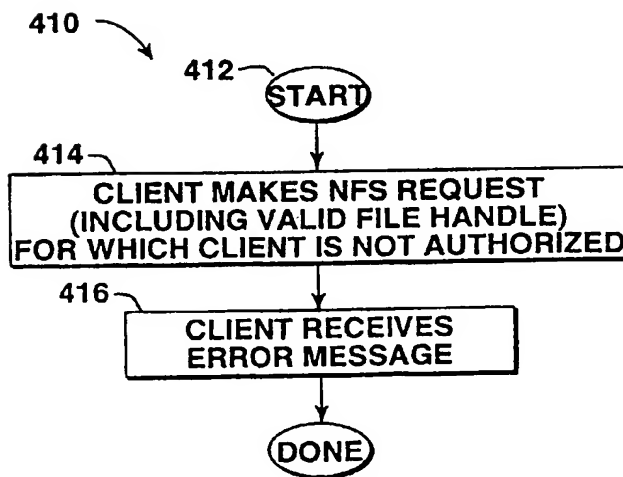 410
412
START
414
CLIENT MAKES NFS REQUEST
(INCLUDING VALID FILE HANDLE)
FOR WHICH CLIENT IS NOT AUTHORIZED
416
CLIENT RECEIVES
ERROR MESSAGE
DONE